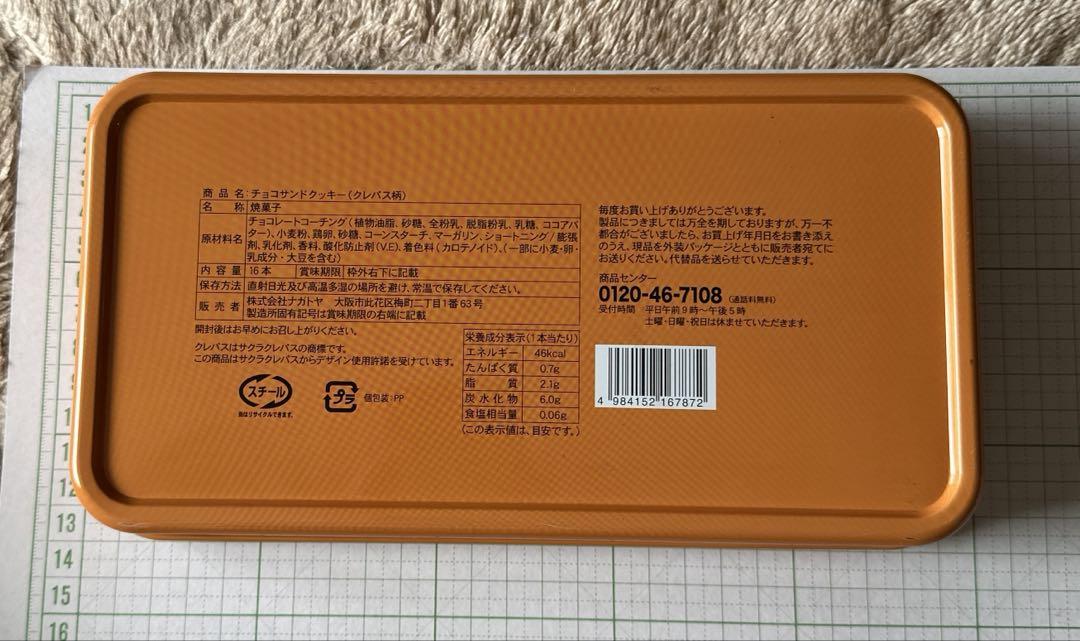 商品名：チョコサンドクッキー（クレパス柄）
名　称 焼菓子
原材料名 チョコレートコーチング（植物油脂、砂糖、全粉乳、脱脂粉乳、乳糖、ココアバ
ター）、小麦粉、鶏卵、砂糖、コーンスターチ、マーガリン、ショートニング/膨張
剤、乳化剤、香料、酸化防止剤（V.E）、着色料（カロテノイド）、（一部に小麦・卵・
乳成分・大豆を含む）
内容量 16本 賞味期限 枠外右下に記載
保存方法 直射日光及び高温多湿の場所を避け、常温で保存してください。
販売者 株式会社ナガトヤ　大阪市此花区梅町二丁目1番63号
製造所固有記号は賞味期限の右端に記載
開封後はお早めにお召し上がりください。
クレパスはサクラクレパスの商標です。
この商品はサクラクレパスからデザイン使用許諾を受けています。
スチール
缶はリサイクルできます。
プラ
個包装：PP
栄養成分表示（1本当たり）
エネルギー 46kcal
たんぱく質 0.7g
脂　質 2.1g
炭水化物 6.0g
食塩相当量 0.06g
（この表示値は、目安です。）
毎度お買い上げありがとうございます。
製品につきましては万全を期しておりますが、万一不
都合がございましたら、お買上げ年月日をお書き添え
のうえ、現品を外装パッケージとともに販売者宛てに
お送りください。代替品を送らせていただきます。
商品センター
0120-46-7108（通話料無料）
受付時間　平日午前9時〜午後5時
土曜・日曜・祝日は休ませていただきます。
4 984152 167872
12
13
14
15
16